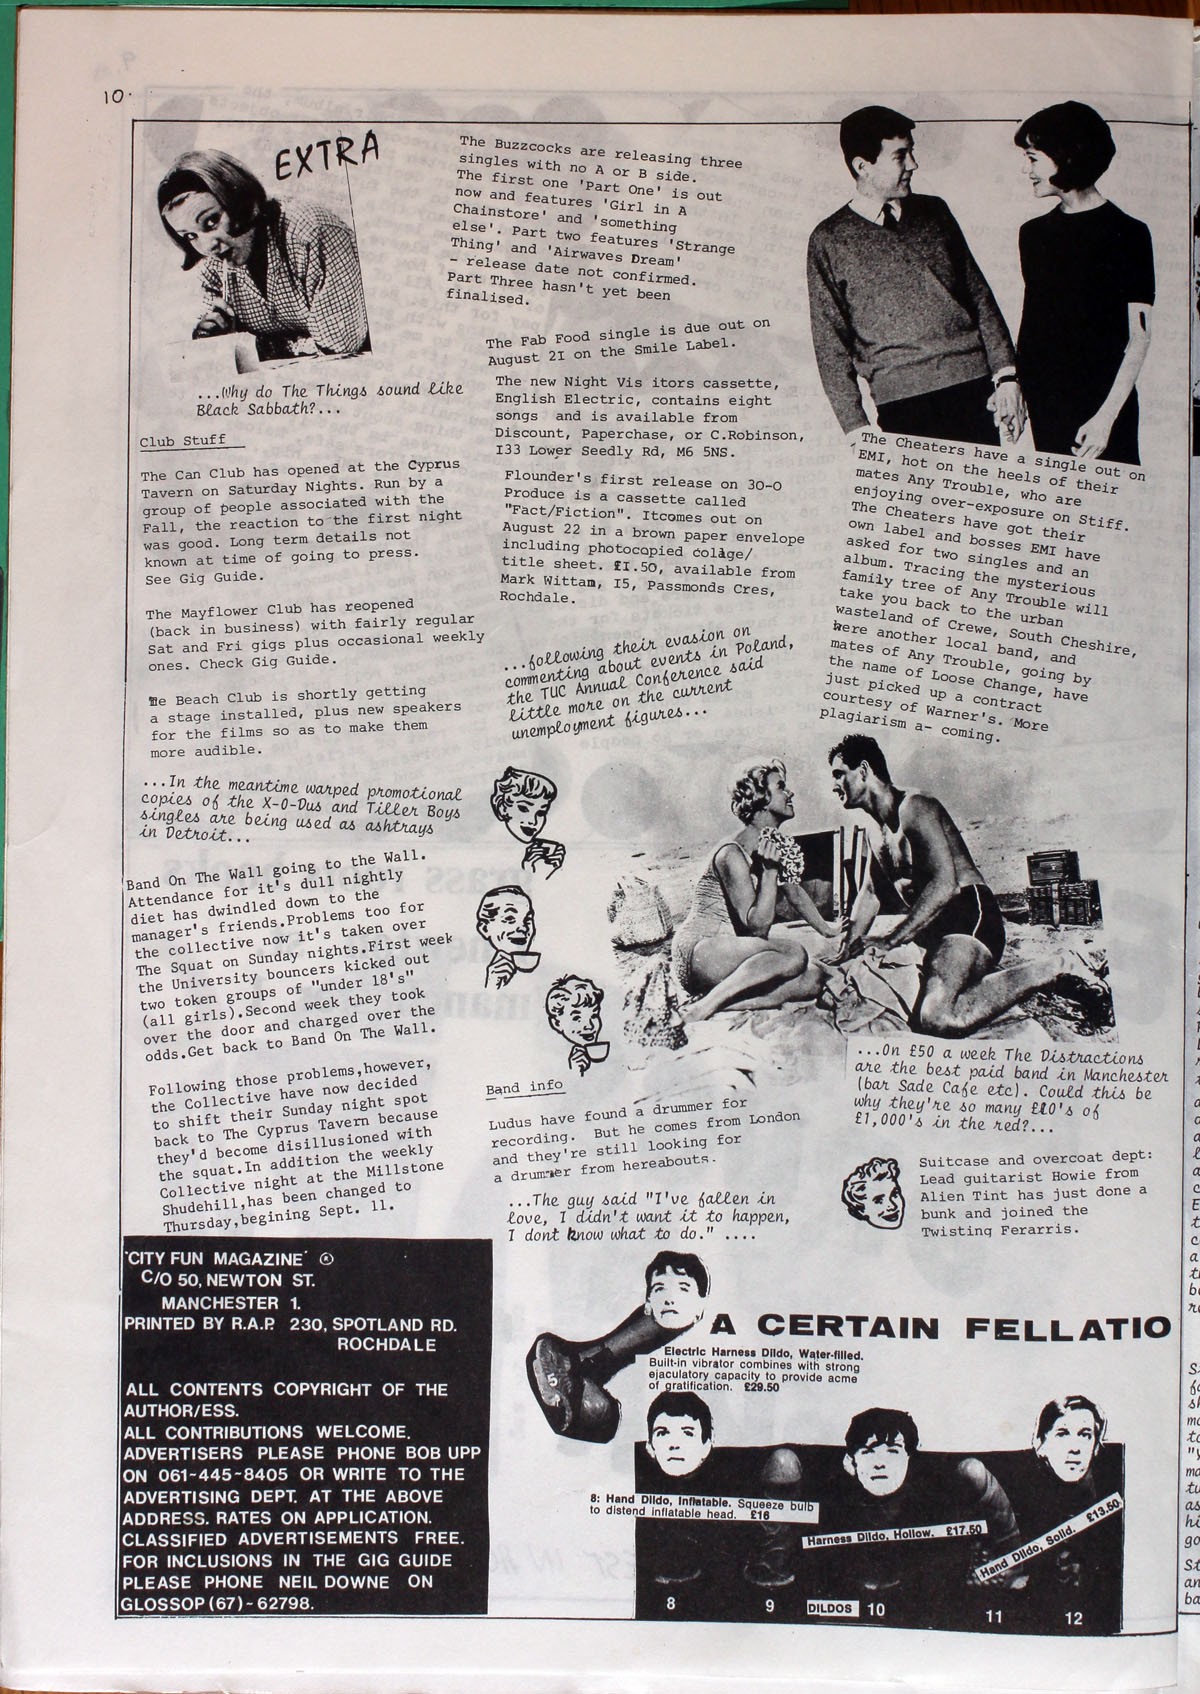 10.
EXTRA
...Why do The Things sound like
Black Sabbath?...
Club Stuff
The Can Club has opened at the Cyprus
Tavern on Saturday Nights. Run by a
group of people associated with the
Fall, the reaction to the first night
was good. Long term details not
known at time of going to press.
See Gig Guide.
The Mayflower Club has reopened
(back in business) with fairly regular
Sat and Fri gigs plus occasional weekly
ones. Check Gig Guide.
The Beach Club is shortly getting
a stage installed, plus new speakers
for the films so as to make them
more audible.
...In the meantime warped promotional
copies of the X-O-Dus and Tiller Boys
singles are being used as ashtrays
in Detroit...
Band On The Wall going to the Wall.
Attendance for it's dull nightly
diet has dwindled down to the
manager's friends.Problems too for
the collective now it's taken over
The Squat on Sunday nights.First week
the University bouncers kicked out
two token groups of "under 18's"
(all girls).Second week they took
over the door and charged over the
odds.Get back to Band On The Wall.
Following those problems,however,
the Collective have now decided
to shift their Sunday night spot
back to The Cyprus Tavern because
they'd become disillusioned with
the squat.In addition the weekly
Collective night at the Millstone
Shudehill,has been changed to
Thursday,begining Sept. 11.
'CITY FUN MAGAZINE' ®
C/O 50, NEWTON ST.
MANCHESTER 1.
PRINTED BY R.A.P. 230, SPOTLAND RD.
ROCHDALE
ALL CONTENTS COPYRIGHT OF THE
AUTHOR/ESS.
ALL CONTRIBUTIONS WELCOME.
ADVERTISERS PLEASE PHONE BOB UPP
ON 061-445-8405 OR WRITE TO THE
ADVERTISING DEPT. AT THE ABOVE
ADDRESS. RATES ON APPLICATION.
CLASSIFIED ADVERTISEMENTS FREE.
FOR INCLUSIONS IN THE GIG GUIDE
PLEASE PHONE NEIL DOWNE ON
GLOSSOP (67)-62798.
The Buzzcocks are releasing three
singles with no A or B side.
The first one 'Part One' is out
now and features 'Girl in A
Chainstore' and 'something
else'. Part two features 'Strange
Thing' and 'Airwaves Dream'
- release date not confirmed.
Part Three hasn't yet been
finalised.
The Fab Food single is due out on
August 2I on the Smile Label.
The new Night Vis itors cassette,
English Electric, contains eight
songs and is available from
Discount, Paperchase, or C.Robinson,
I33 Lower Seedly Rd, M6 5NS.
Flounder's first release on 30-0
Produce is a cassette called
"Fact/Fiction". Itcomes out on
August 22 in a brown paper envelope
including photocopied colage/
title sheet. £I.50, available from
Mark Wittam, I5, Passmonds Cres,
Rochdale.
...following their evasion on
commenting about events in Poland,
the TUC Annual Conference said
little more on the current
unemployment figures...
Band info
Ludus have found a drummer for
recording. But he comes from London
and they're still looking for
a drummer from hereabouts.
...The guy said "I've fallen in
love, I didn't want it to happen,
I dont know what to do." ....
The Cheaters have a single out on
EMI, hot on the heels of their
mates Any Trouble, who are
enjoying over-exposure on Stiff.
The Cheaters have got their
own label and bosses EMI have
asked for two singles and an
album. Tracing the mysterious
family tree of Any Trouble will
take you back to the urban
wasteland of Crewe, South Cheshire,
were another local band, and
mates of Any Trouble, going by
the name of Loose Change, have
just picked up a contract
courtesy of Warner's. More
plagiarism a- coming.
...On £50 a week The Distractions
are the best paid band in Manchester
(bar Sade Cafe etc). Could this be
why they're so many £10's of
£1,000's in the red?...
Suitcase and overcoat dept:
Lead guitarist Howie from
Alien Tint has just done a
bunk and joined the
Twisting Ferarris.
A CERTAIN FELLATIO
Electric Harness Dildo, Water-filled.
Built-in vibrator combines with strong
ejaculatory capacity to provide acme
of gratification. £29.50
5
8: Hand Dildo, Inflatable. Squeeze bulb
to distend inflatable head. £16
Harness Dildo, Hollow. £17.50
Hand Dildo, Solid. £13.50
8 9 DILDOS 10 11 12